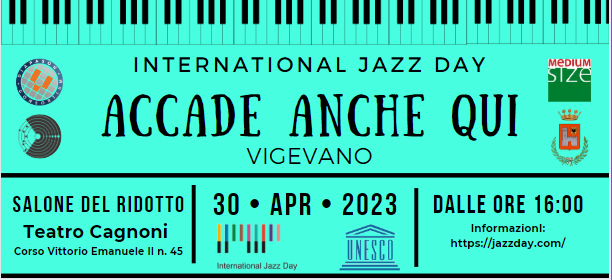 INTERNATIONAL JAZZ DAY
MEDIUM
SIZE
ACCADE ANCHE QUI
VIGEVANO
SALONE DEL RIDOTTO
Teatro Cagnoni
Corso Vittorio Emanuele II n. 45
30 • APR • 2023
International Jazz Day
UNESCO
DALLE ORE 16:00
InformazionI:
https://jazzday.com/